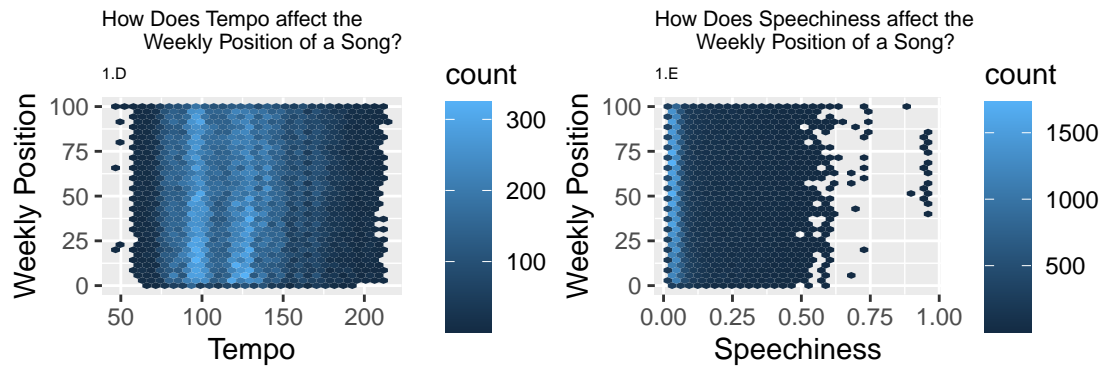 How Does Tempo affect the
Weekly Position of a Song?
1.D
count
300
200
100
Weekly Position
100
75
50
25
0
50
100
150
200
Tempo
How Does Speechiness affect the
Weekly Position of a Song?
1.E
count
1500
1000
500
Weekly Position
100
75
50
25
0
0.00
0.25
0.50
0.75
1.00
Speechiness